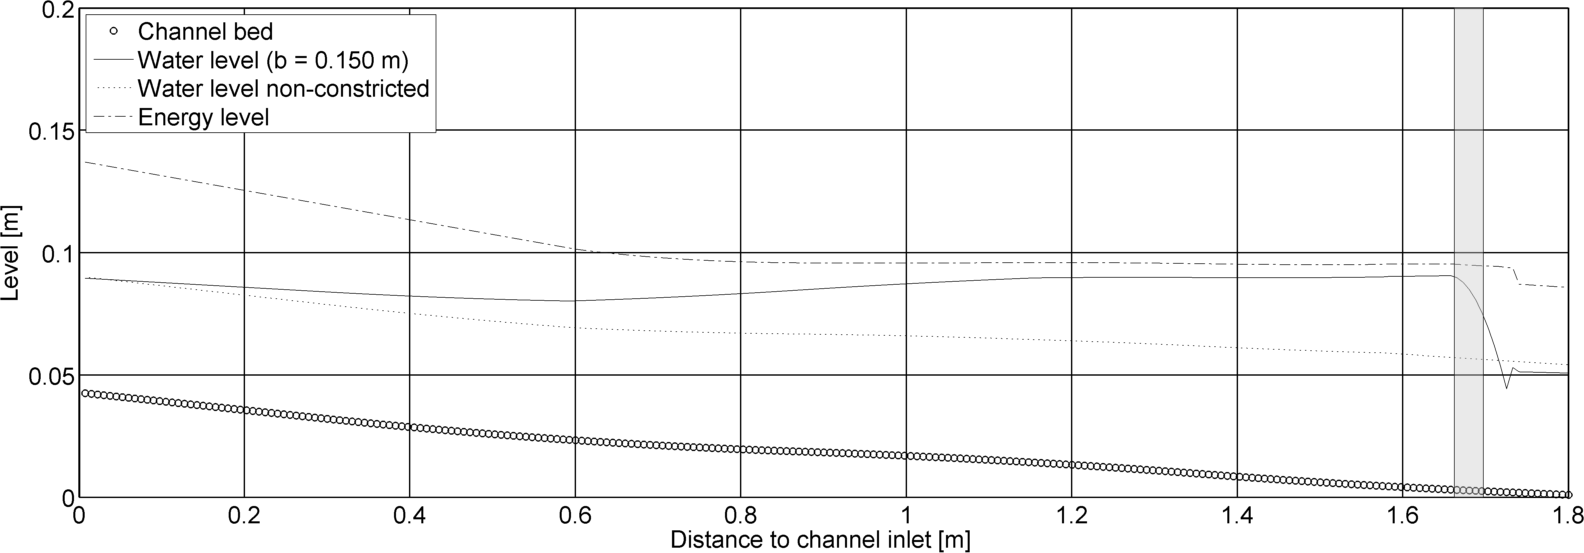 0.2
Channel bed
Water level (b = 0.150 m)
Water level non-constricted
Energy level
0.15
0.1
0.05
0
Level [m]
0 0.2 0.4 0.6 0.8 1 1.2 1.4 1.6 1.8
Distance to channel inlet [m]